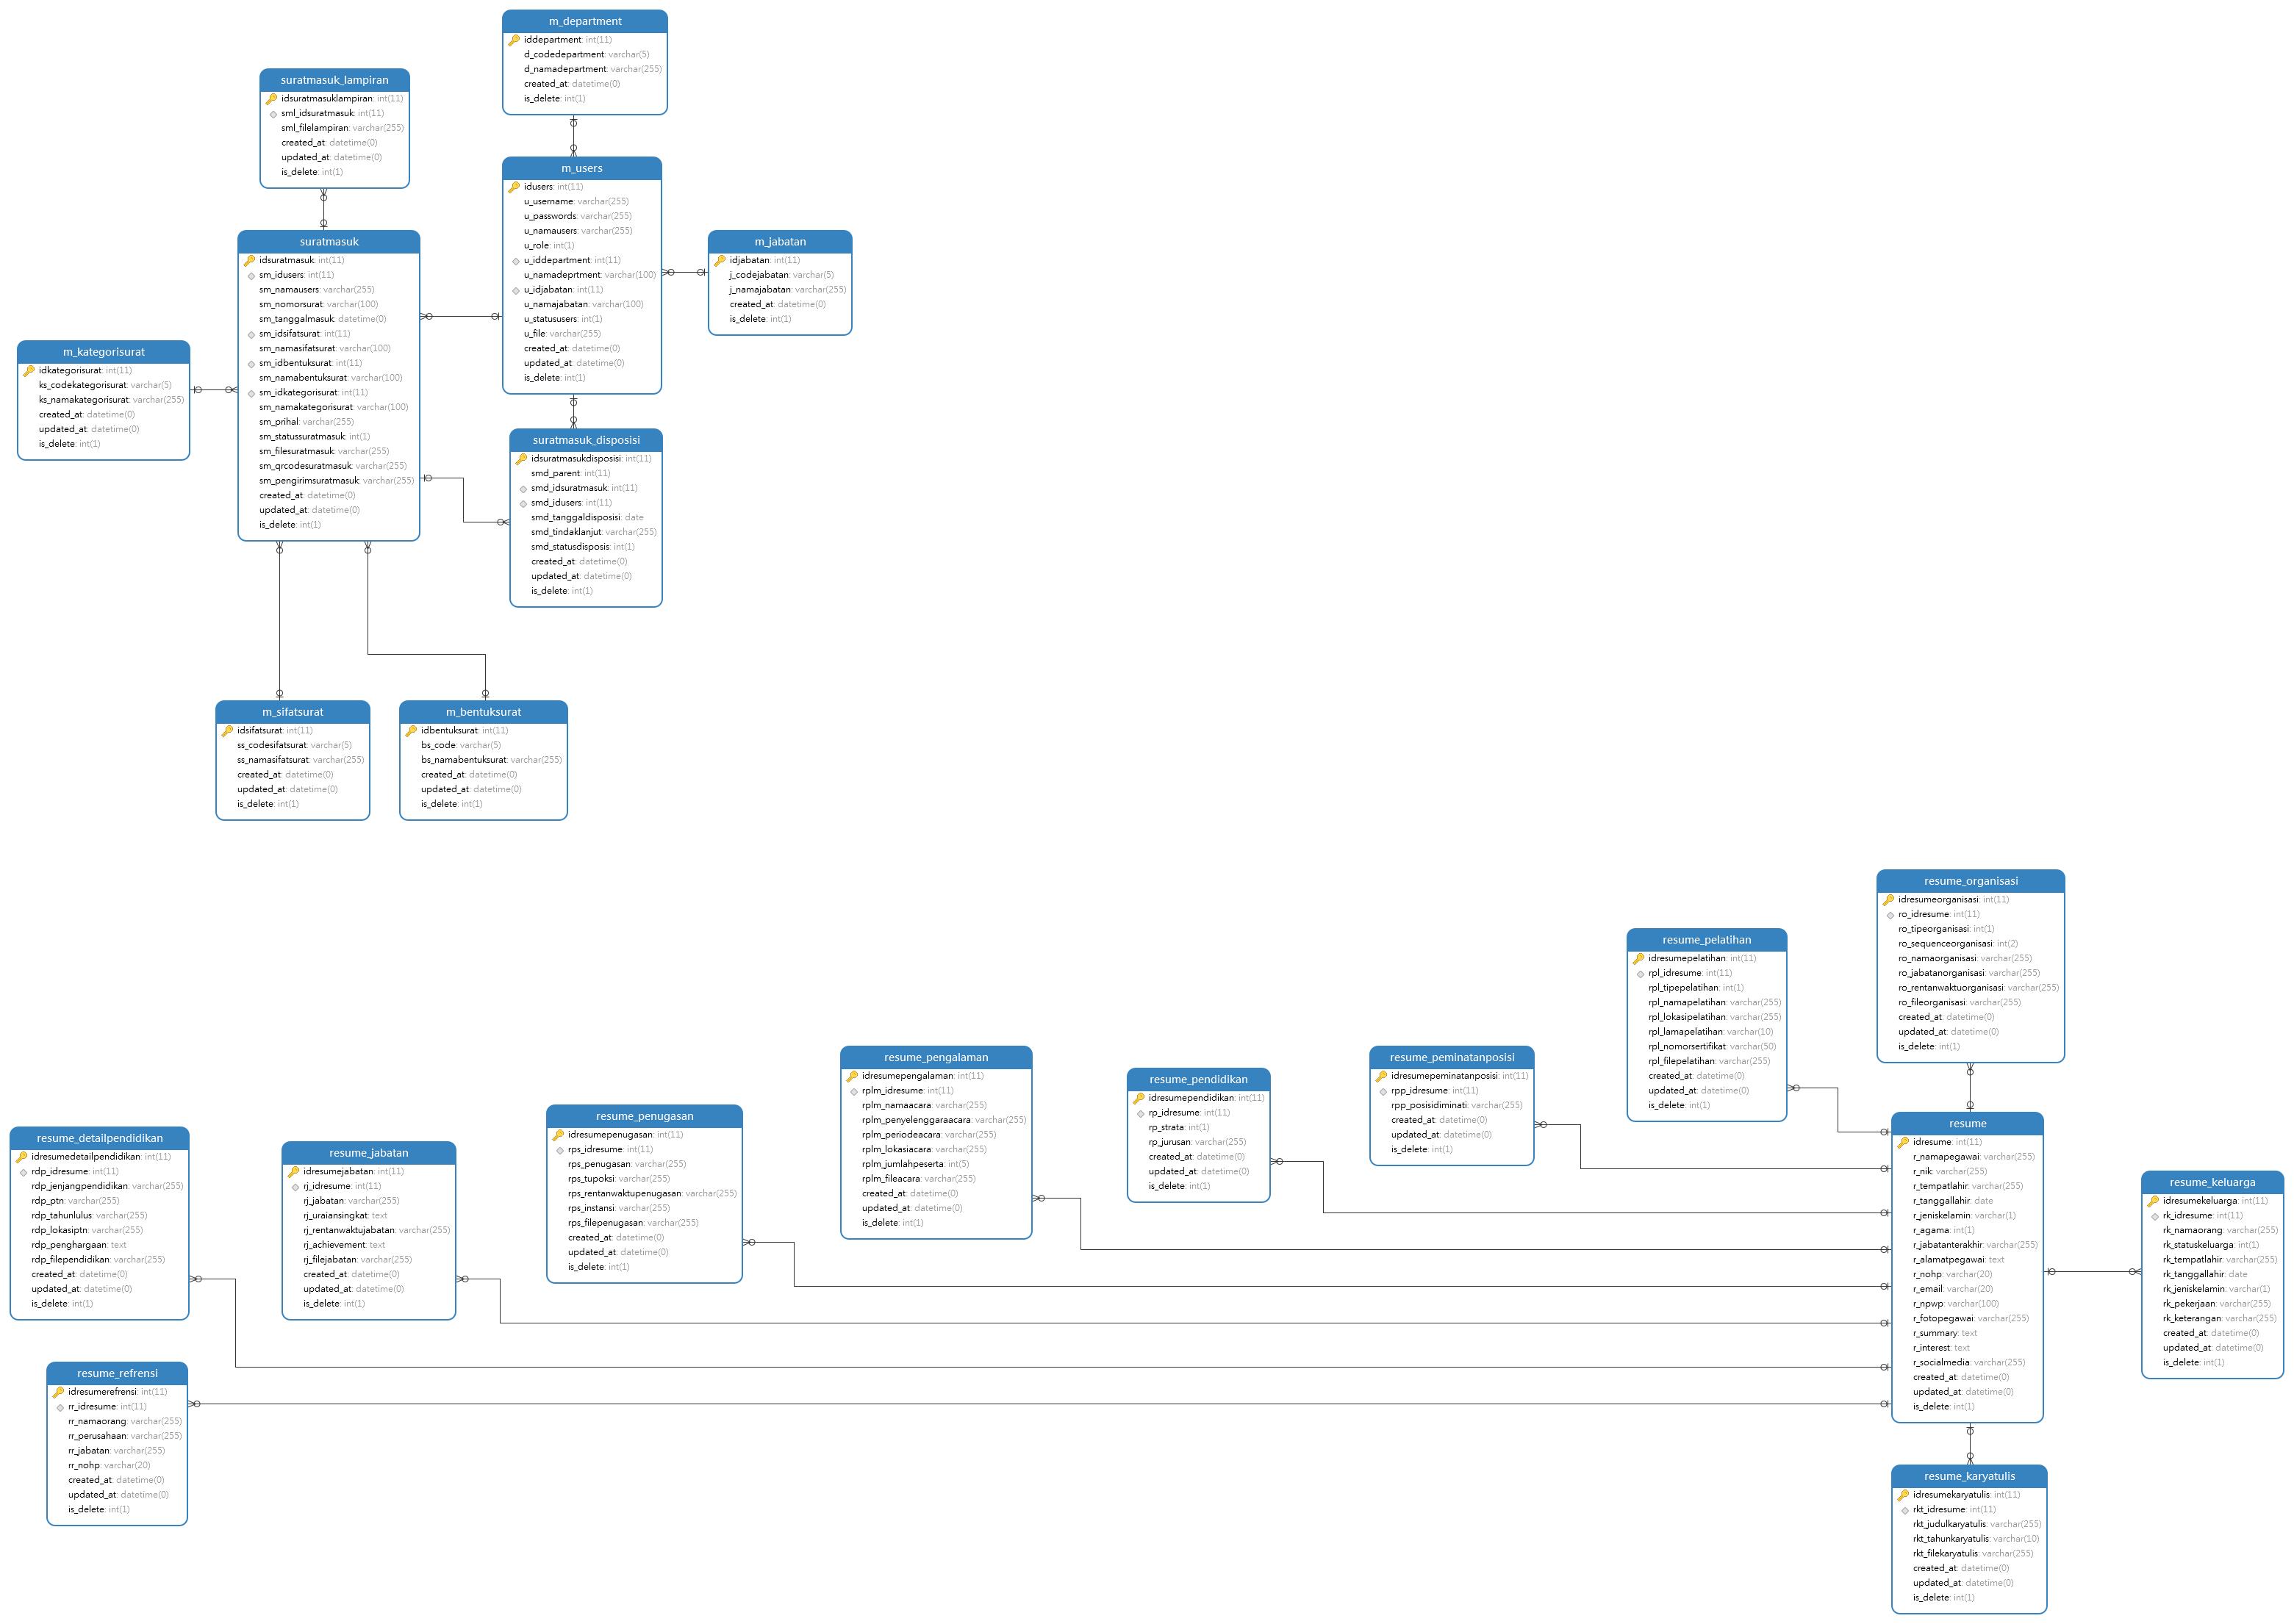 m_department
iddepartment: int(11)
d_codedepartment: varchar(5)
d_namadepartment: varchar(255)
created_at: datetime(0)
is_delete: int(1)
suratmasuk_lampiran
idsuratmasuklampiran: int(11)
sml_idsuratmasuk: int(11)
sml_filelampiran: varchar(255)
created_at: datetime(0)
updated_at: datetime(0)
is_delete: int(1)
m_users
idusers: int(11)
u_username: varchar(255)
u_passwords: varchar(255)
u_namausers: varchar(255)
u_role: int(1)
u_iddepartment: int(11)
u_namadeprtment: varchar(100)
u_idjabatan: int(11)
u_namajabatan: varchar(100)
u_statususers: int(1)
u_file: varchar(255)
created_at: datetime(0)
updated_at: datetime(0)
is_delete: int(1)
m_jabatan
idjabatan: int(11)
j_codejabatan: varchar(5)
j_namajabatan: varchar(255)
created_at: datetime(0)
is_delete: int(1)
suratmasuk
idsuratmasuk: int(11)
sm_idusers: int(11)
sm_namausers: varchar(255)
sm_nomorsurat: varchar(100)
sm_tanggalmasuk: datetime(0)
sm_idsifatsurat: int(11)
sm_namasifatsurat: varchar(100)
sm_idbentuksurat: int(11)
sm_namabentuksurat: varchar(100)
sm_idkategorisurat: int(11)
sm_namakategorisurat: varchar(100)
sm_prihal: varchar(255)
sm_statussuratmasuk: int(1)
sm_filesuratmasuk: varchar(255)
sm_qrcodesuratmasuk: varchar(255)
sm_pengirimsuratmasuk: varchar(255)
created_at: datetime(0)
updated_at: datetime(0)
is_delete: int(1)
m_kategorisurat
idkategorisurat: int(11)
ks_codekategorisurat: varchar(5)
ks_namakategorisurat: varchar(255)
created_at: datetime(0)
updated_at: datetime(0)
is_delete: int(1)
suratmasuk_disposisi
idsuratmasukdisposisi: int(11)
smd_parent: int(11)
smd_idsuratmasuk: int(11)
smd_idusers: int(11)
smd_tanggaldisposisi: date
smd_tindaklanjut: varchar(255)
smd_statusdisposis: int(1)
created_at: datetime(0)
updated_at: datetime(0)
is_delete: int(1)
m_sifatsurat
idsifatsurat: int(11)
ss_codesifatsurat: varchar(5)
ss_namasifatsurat: varchar(255)
created_at: datetime(0)
updated_at: datetime(0)
is_delete: int(1)
m_bentuksurat
idbentuksurat: int(11)
bs_code: varchar(5)
bs_namabentuksurat: varchar(255)
created_at: datetime(0)
updated_at: datetime(0)
is_delete: int(1)
resume_organisasi
idresumeorganisasi: int(11)
ro_idresume: int(11)
ro_tipeorganisasi: int(1)
ro_sequenceorganisasi: int(2)
ro_namaorganisasi: varchar(255)
ro_jabatanorganisasi: varchar(255)
ro_rentanwaktuorganisasi: varchar(255)
ro_fileorganisasi: varchar(255)
created_at: datetime(0)
updated_at: datetime(0)
is_delete: int(1)
resume_pelatihan
idresumepelatihan: int(11)
rpl_idresume: int(11)
rpl_tipepelatihan: int(1)
rpl_namapelatihan: varchar(255)
rpl_lokasipelatihan: varchar(255)
rpl_lamapelatihan: varchar(10)
rpl_nomorsertifikat: varchar(50)
rpl_filepelatihan: varchar(255)
created_at: datetime(0)
updated_at: datetime(0)
is_delete: int(1)
resume_peminatanposisi
idresumepeminatanposisi: int(11)
rpp_idresume: int(11)
rpp_posisidiminati: varchar(255)
created_at: datetime(0)
updated_at: datetime(0)
is_delete: int(1)
resume_pendidikan
idresumependidikan: int(11)
rp_idresume: int(11)
rp_strata: int(1)
rp_jurusan: varchar(255)
created_at: datetime(0)
updated_at: datetime(0)
is_delete: int(1)
resume_pengalaman
idresumepengalaman: int(11)
rplm_idresume: int(11)
rplm_namaacara: varchar(255)
rplm_penyelenggaraacara: varchar(255)
rplm_periodeacara: varchar(255)
rplm_lokasiacara: varchar(255)
rplm_jumlahpeserta: int(5)
rplm_fileacara: varchar(255)
created_at: datetime(0)
updated_at: datetime(0)
is_delete: int(1)
resume_penugasan
idresumepenugasan: int(11)
rps_idresume: int(11)
rps_penugasan: varchar(255)
rps_tupoksi: varchar(255)
rps_rentanwaktupenugasan: varchar(255)
rps_instansi: varchar(255)
rps_filepenugasan: varchar(255)
created_at: datetime(0)
updated_at: datetime(0)
is_delete: int(1)
resume_jabatan
idresumejabatan: int(11)
rj_idresume: int(11)
rj_jabatan: varchar(255)
rj_uraiansingkat: text
rj_rentanwaktujabatan: varchar(255)
rj_achievement: text
rj_filejabatan: varchar(255)
created_at: datetime(0)
updated_at: datetime(0)
is_delete: int(1)
resume_detailpendidikan
idresumedetailpendidikan: int(11)
rdp_idresume: int(11)
rdp_jenjangpendidikan: varchar(255)
rdp_ptn: varchar(255)
rdp_tahunlulus: varchar(255)
rdp_lokasiptn: varchar(255)
rdp_penghargaan: text
rdp_filependidikan: varchar(255)
created_at: datetime(0)
updated_at: datetime(0)
is_delete: int(1)
resume
idresume: int(11)
r_namapegawai: varchar(255)
r_nik: varchar(255)
r_tempatlahir: varchar(255)
r_tanggallahir: date
r_jeniskelamin: varchar(1)
r_agama: int(1)
r_jabatanterakhir: varchar(255)
r_alamatpegawai: text
r_nohp: varchar(20)
r_email: varchar(20)
r_npwp: varchar(100)
r_fotopegawai: varchar(255)
r_summary: text
r_interest: text
r_socialmedia: varchar(255)
created_at: datetime(0)
updated_at: datetime(0)
is_delete: int(1)
resume_keluarga
idresumekeluarga: int(11)
rk_idresume: int(11)
rk_namaorang: varchar(255)
rk_statuskeluarga: int(1)
rk_tempatlahir: varchar(255)
rk_tanggallahir: date
rk_jeniskelamin: varchar(1)
rk_pekerjaan: varchar(255)
rk_keterangan: varchar(255)
created_at: datetime(0)
updated_at: datetime(0)
is_delete: int(1)
resume_refrensi
idresumerefrensi: int(11)
rr_idresume: int(11)
rr_namaorang: varchar(255)
rr_perusahaan: varchar(255)
rr_jabatan: varchar(255)
rr_nohp: varchar(20)
created_at: datetime(0)
updated_at: datetime(0)
is_delete: int(1)
resume_karyatulis
idresumekaryatulis: int(11)
rkt_idresume: int(11)
rkt_judulkaryatulis: varchar(255)
rkt_tahunkaryatulis: varchar(10)
rkt_filekaryatulis: varchar(255)
created_at: datetime(0)
updated_at: datetime(0)
is_delete: int(1)